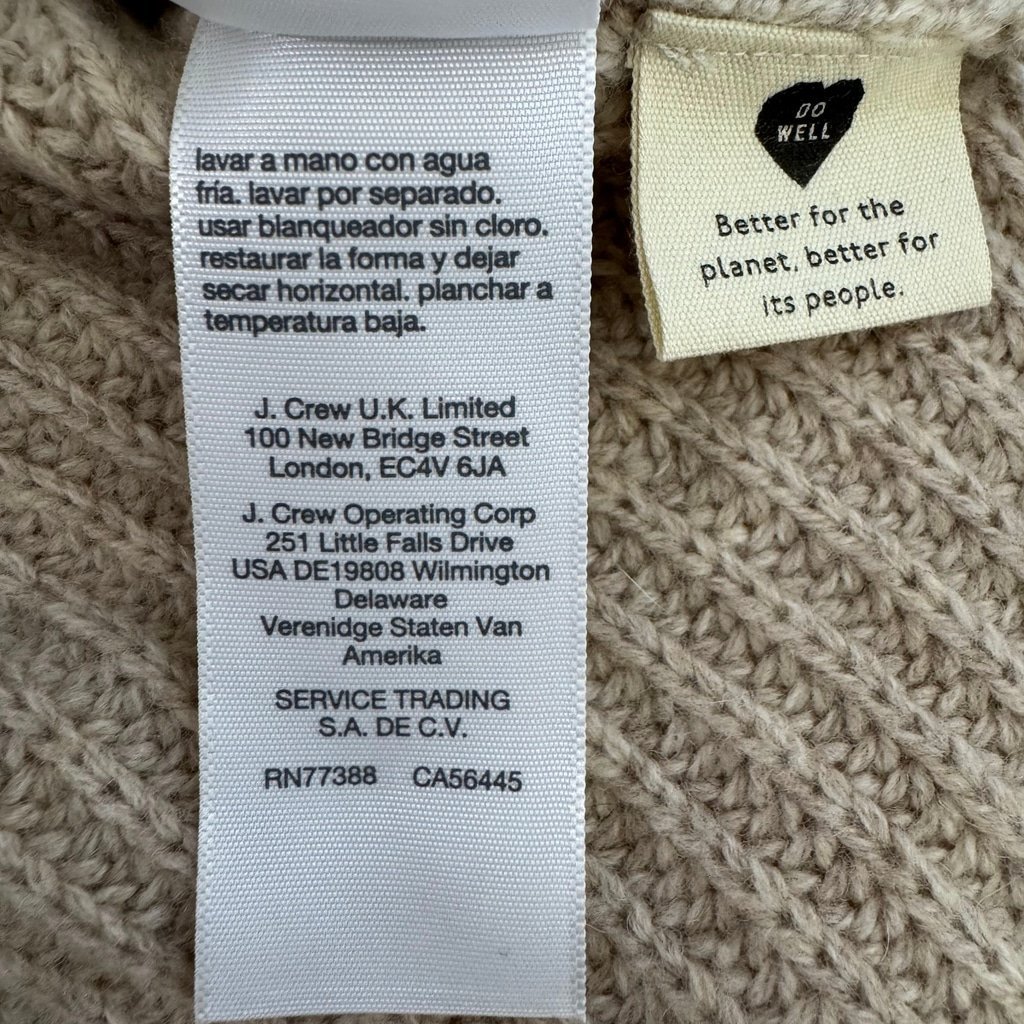 lavar a mano con agua
fría. lavar por separado.
usar blanqueador sin cloro.
restaurar la forma y dejar
secar horizontal. planchar a
temperatura baja.
J. Crew U.K. Limited
100 New Bridge Street
London, EC4V 6JA
J. Crew Operating Corp
251 Little Falls Drive
USA DE19808 Wilmington
Delaware
Verenidge Staten Van
Amerika
SERVICE TRADING
S.A. DE C.V.
RN77388 CA56445
DO
WELL
Better for the
planet, better for
its people.